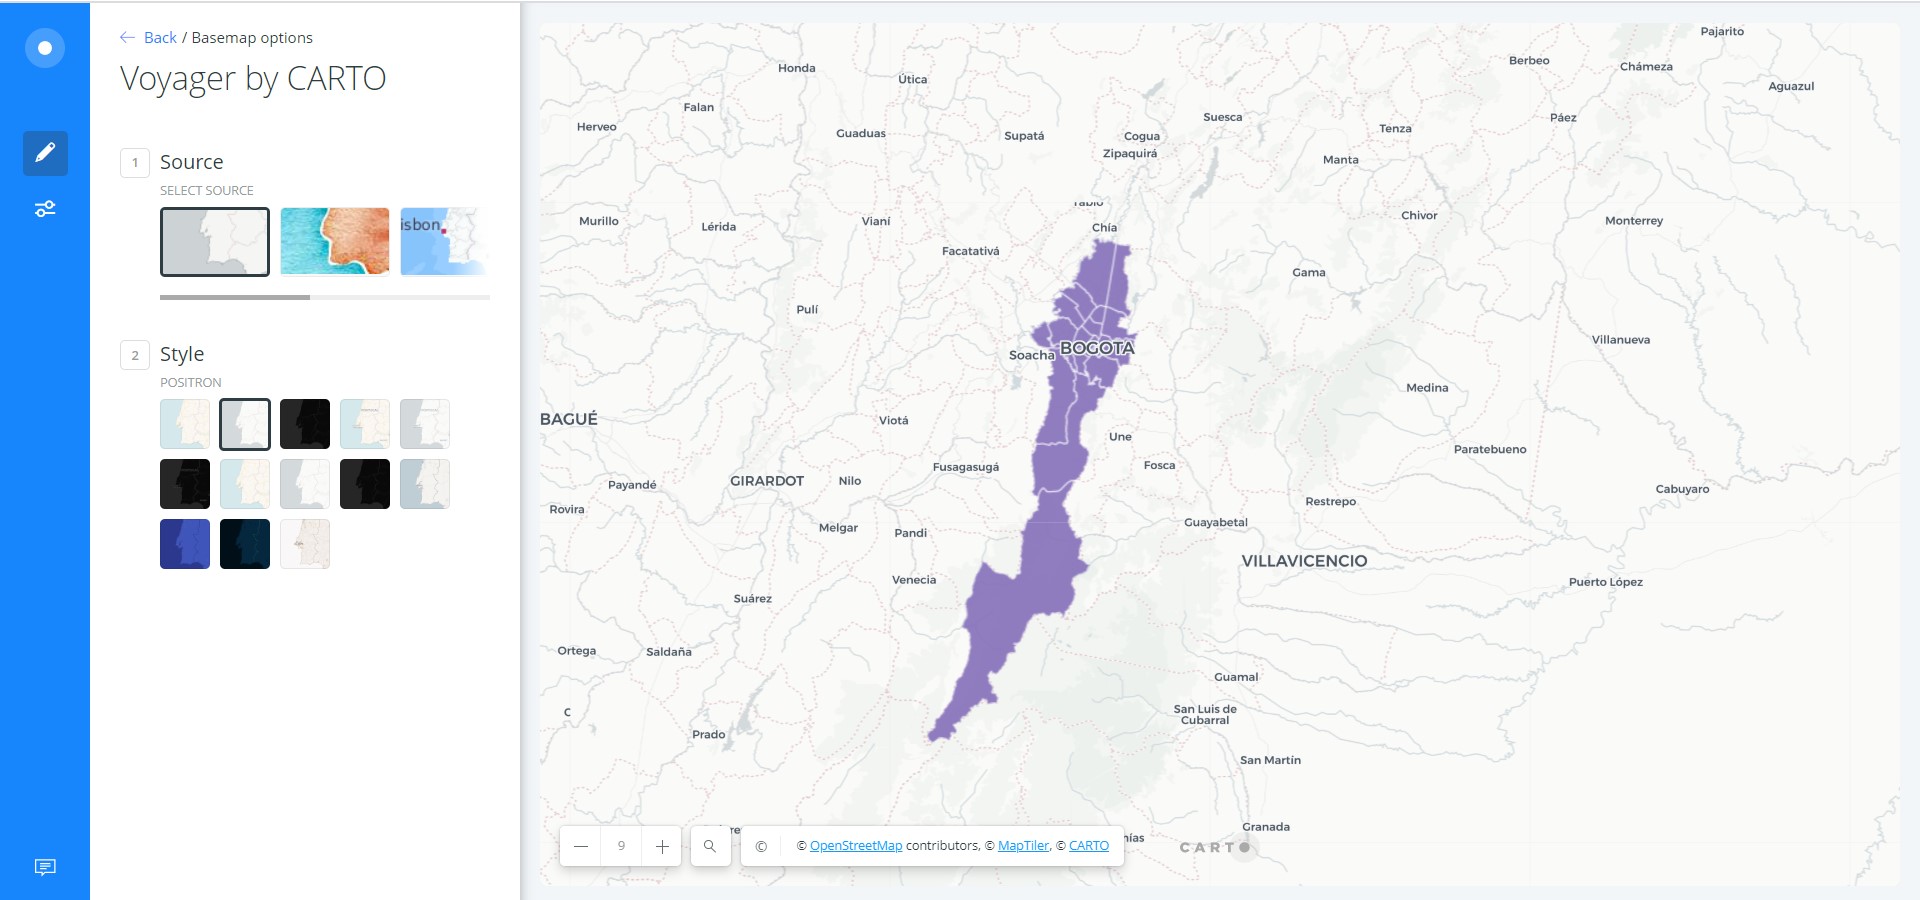 Back / Basemap options
Voyager by CARTO
1 Source
SELECT SOURCE
isbon
2 Style
POSITRON
Pajarito
Honda
Berbeo
Chámeza
Útica
Aguazul
Falan
Herveo
Guaduas
Supatá
Cogua
Suesca
Tenza
Páez
Zipaquirá
Manta
Tabio
Murillo
Lérida
Vianí
Chía
Chivor
Monterrey
Facatativá
Gama
Pulí
Soacha
BOGOTA
Villanueva
Medina
BAGUÉ
Viotá
Une
Paratebueno
Fusagasugá
Fosca
Payandé
GIRARDOT
Nilo
Cabuyaro
Rovira
Restrepo
Melgar
Pandi
Guayabetal
VILLAVICENCIO
Venecia
Puerto López
Suárez
Ortega
Saldaña
Guamal
C
San Luis de
Cubarral
Prado
San Martín
Granada
re
nías
9
©
© OpenStreetMap contributors, © MapTiler, © CARTO
CARTO